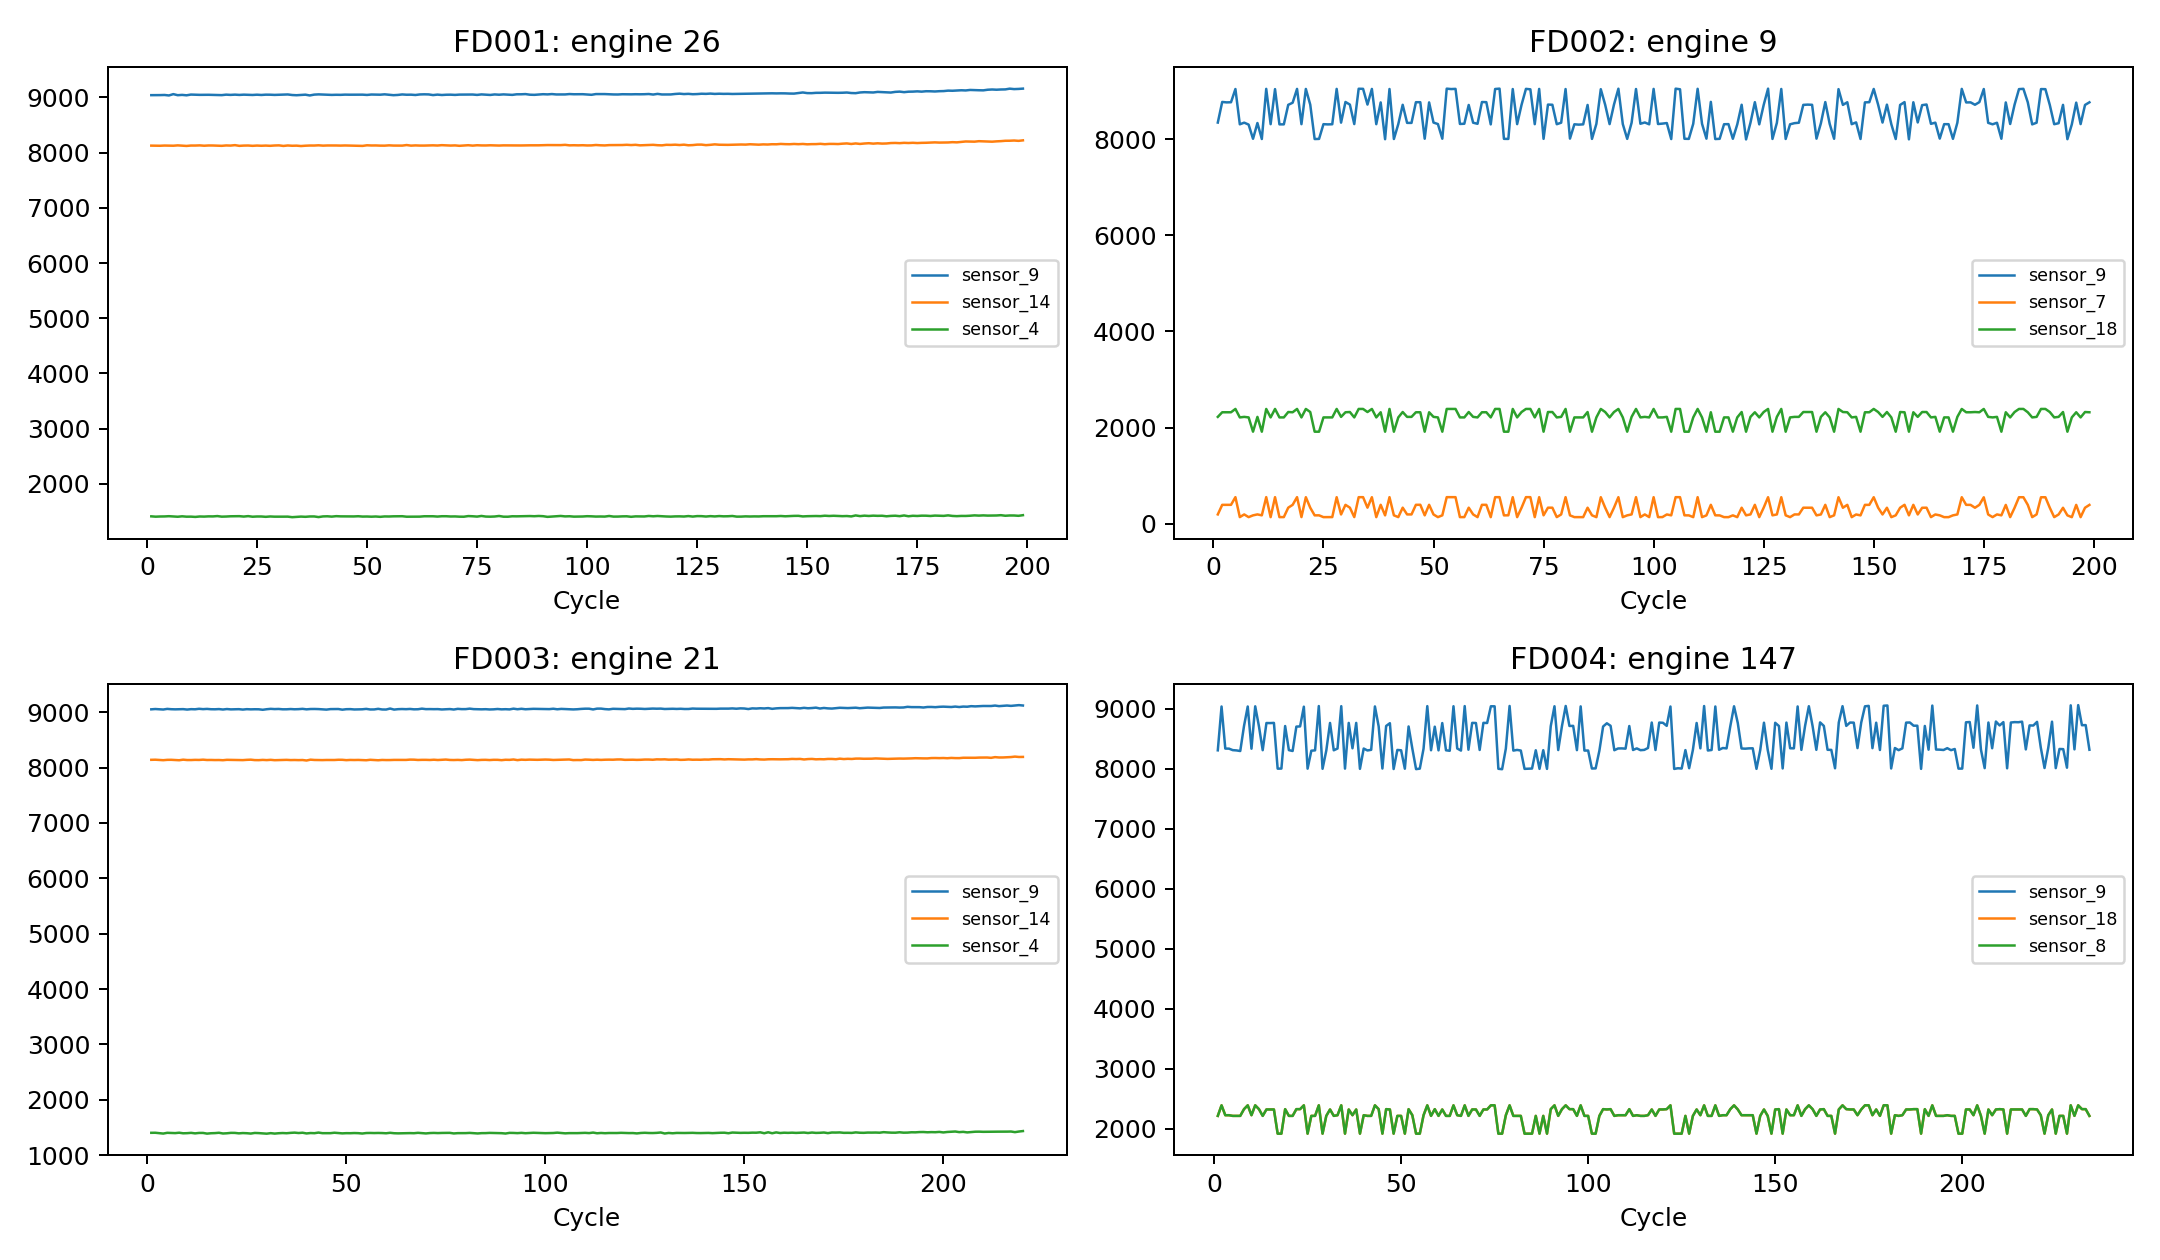 FD001: engine 26
9000
8000
7000
6000
5000
4000
3000
2000
sensor_9
sensor_14
sensor_4
0 25 50 75 100 125 150 175 200
Cycle
FD002: engine 9
8000
6000
4000
2000
0
sensor_9
sensor_7
sensor_18
0 25 50 75 100 125 150 175 200
Cycle
FD003: engine 21
9000
8000
7000
6000
5000
4000
3000
2000
1000
sensor_9
sensor_14
sensor_4
0 50 100 150 200
Cycle
FD004: engine 147
9000
8000
7000
6000
5000
4000
3000
2000
sensor_9
sensor_18
sensor_8
0 50 100 150 200
Cycle